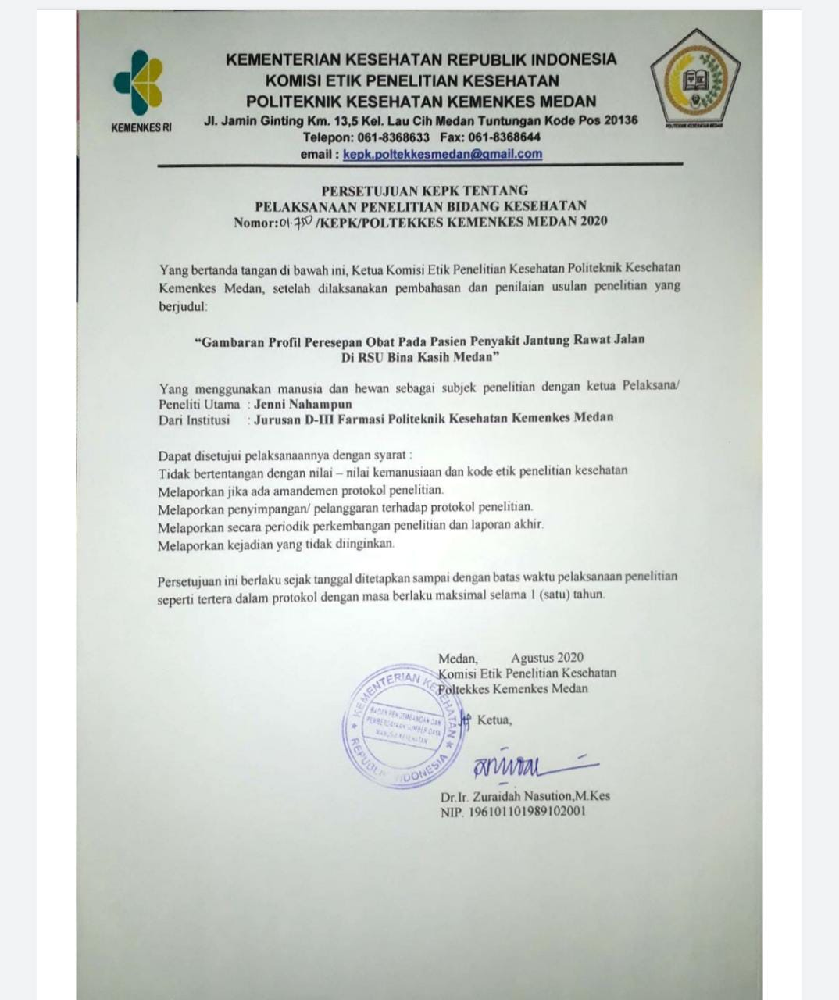 KEMENKES RI
KEMENTERIAN KESEHATAN REPUBLIK INDONESIA
KOMISI ETIK PENELITIAN KESEHATAN
POLITEKNIK KESEHATAN KEMENKES MEDAN
Jl. Jamin Ginting Km. 13,5 Kel. Lau Cih Medan Tuntungan Kode Pos 20136
Telepon: 061-8368633 Fax: 061-8368644
email : kepk.poltekkesmedan@gmail.com
POLITEKNIK KESEHATAN MEDAN
PERSETUJUAN KEPK TENTANG
PELAKSANAAN PENELITIAN BIDANG KESEHATAN
Nomor:01.750/KEPK/POLTEKKES KEMENKES MEDAN 2020
Yang bertanda tangan di bawah ini, Ketua Komisi Etik Penelitian Kesehatan Politeknik Kesehatan
Kemenkes Medan, setelah dilaksanakan pembahasan dan penilaian usulan penelitian yang
berjudul:
“Gambaran Profil Peresepan Obat Pada Pasien Penyakit Jantung Rawat Jalan
Di RSU Bina Kasih Medan”
Yang menggunakan manusia dan hewan sebagai subjek penelitian dengan ketua Pelaksana/
Peneliti Utama : Jenni Nahampun
Dari Institusi : Jurusan D-III Farmasi Politeknik Kesehatan Kemenkes Medan
Dapat disetujui pelaksanaannya dengan syarat :
Tidak bertentangan dengan nilai – nilai kemanusiaan dan kode etik penelitian kesehatan
Melaporkan jika ada amandemen protokol penelitian.
Melaporkan penyimpangan/ pelanggaran terhadap protokol penelitian.
Melaporkan secara periodik perkembangan penelitian dan laporan akhir.
Melaporkan kejadian yang tidak diinginkan.
Persetujuan ini berlaku sejak tanggal ditetapkan sampai dengan batas waktu pelaksanaan penelitian
seperti tertera dalam protokol dengan masa berlaku maksimal selama 1 (satu) tahun.
Medan, Agustus 2020
Komisi Etik Penelitian Kesehatan
Poltekkes Kemenkes Medan
Ketua,
KEMENTERIAN KESEHATAN
BADAN PENGEMBANGAN DAN
PEMBERDAYAAN SUMBER DAYA
MANUSIA KESEHATAN
REPUBLIK INDONESIA
Dr.Ir. Zuraidah Nasution,M.Kes
NIP. 196101101989102001